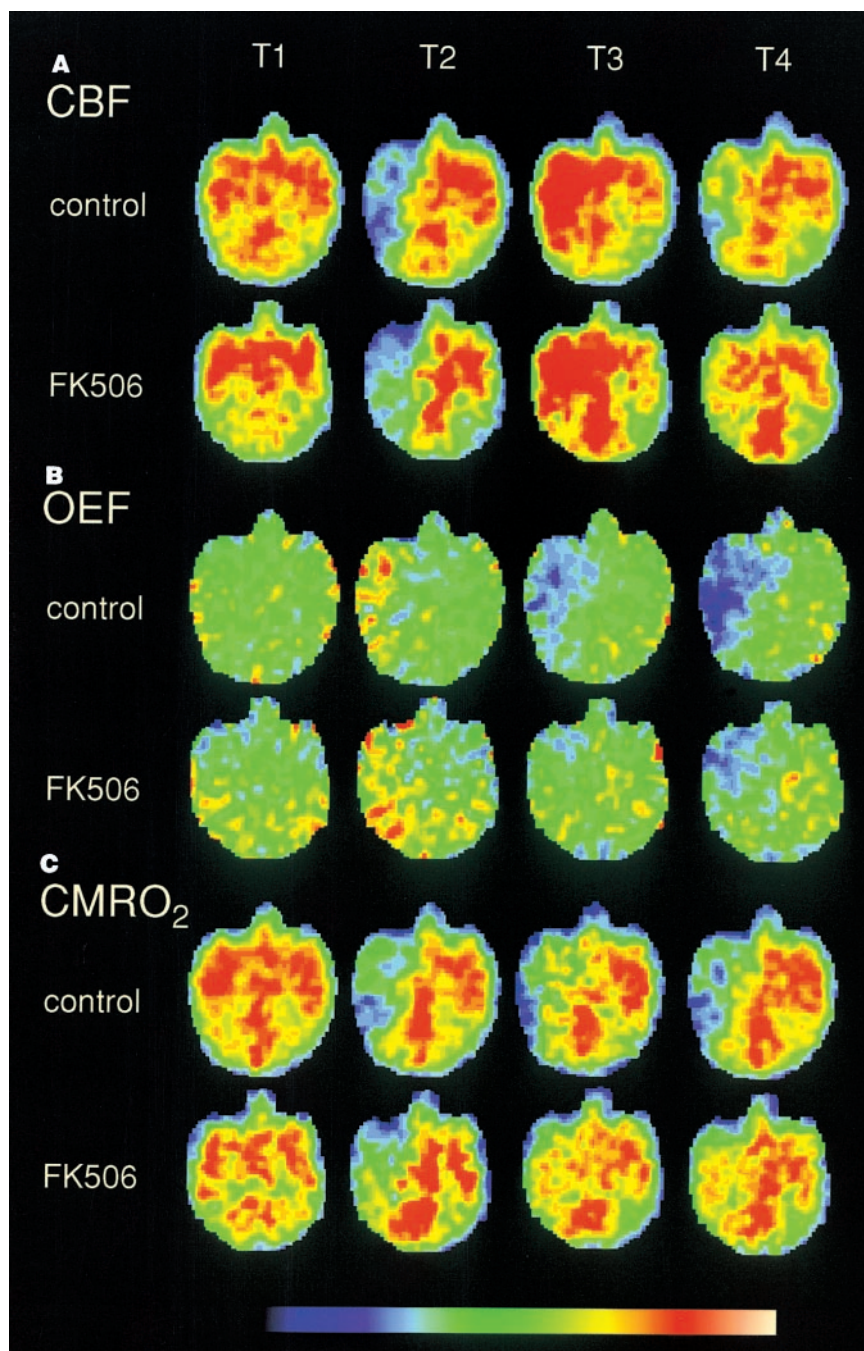 T1 T2 T3 T4
A
CBF
control
FK506
B
OEF
control
FK506
C
CMRO2
control
FK506